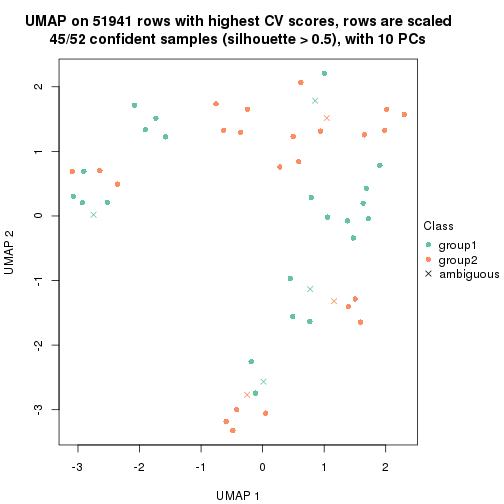 UMAP on 51941 rows with highest CV scores, rows are scaled
45/52 confident samples (silhouette > 0.5), with 10 PCs
2
1
0
-1
-2
-3
UMAP 2
-3 -2 -1 0 1 2
UMAP 1
Class
group1
group2
ambiguous